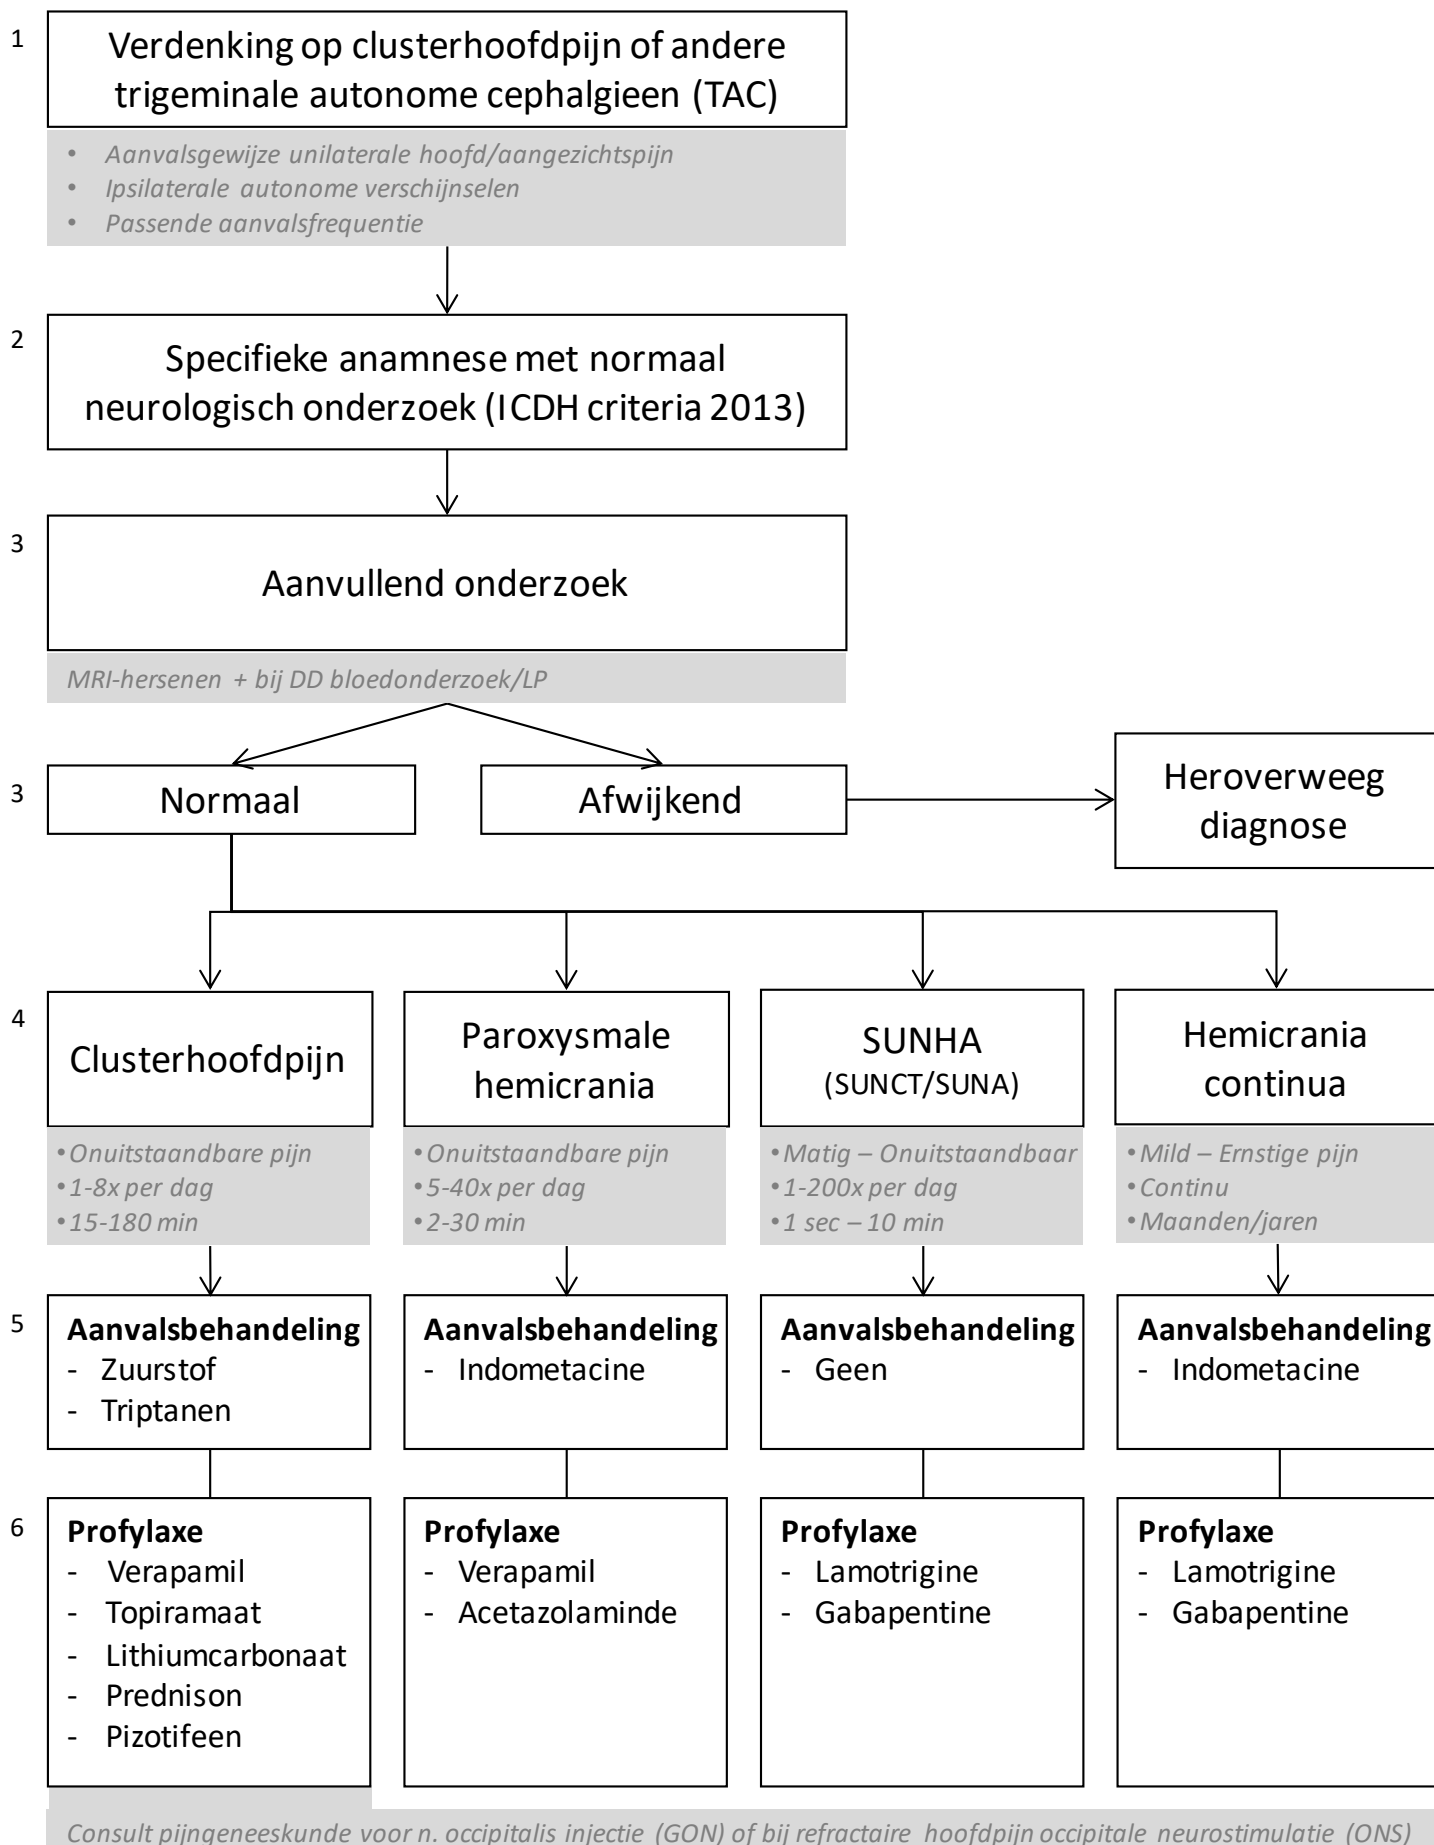 1
Verdenking op clusterhoofdpijn of andere
trigeminale autonome cephalgieen (TAC)
• Aanvalsgewijze unilaterale hoofd/aangezichtspijn
• Ipsilaterale autonome verschijnselen
• Passende aanvalsfrequentie
2
Specifieke anamnese met normaal
neurologisch onderzoek (ICDH criteria 2013)
3
Aanvullend onderzoek
MRI-hersenen + bij DD bloedonderzoek/LP
3
Normaal
Afwijkend
Heroverweeg
diagnose
4
Clusterhoofdpijn
• Onuitstaandbare pijn
• 1-8x per dag
• 15-180 min
Paroxysmale
hemicrania
• Onuitstaandbare pijn
• 5-40x per dag
• 2-30 min
SUNHA
(SUNCT/SUNA)
• Matig – Onuitstaandbaar
• 1-200x per dag
• 1 sec – 10 min
Hemicrania
continua
• Mild – Ernstige pijn
• Continu
• Maanden/jaren
5
Aanvalsbehandeling
- Zuurstof
- Triptanen
Aanvalsbehandeling
- Indometacine
Aanvalsbehandeling
- Geen
Aanvalsbehandeling
- Indometacine
6
Profylaxe
- Verapamil
- Topiramaat
- Lithiumcarbonaat
- Prednison
- Pizotifeen
Profylaxe
- Verapamil
- Acetazolaminde
Profylaxe
- Lamotrigine
- Gabapentine
Profylaxe
- Lamotrigine
- Gabapentine
Consult pijngeneeskunde voor n. occipitalis injectie (GON) of bij refractaire hoofdpijn occipitale neurostimulatie (ONS)